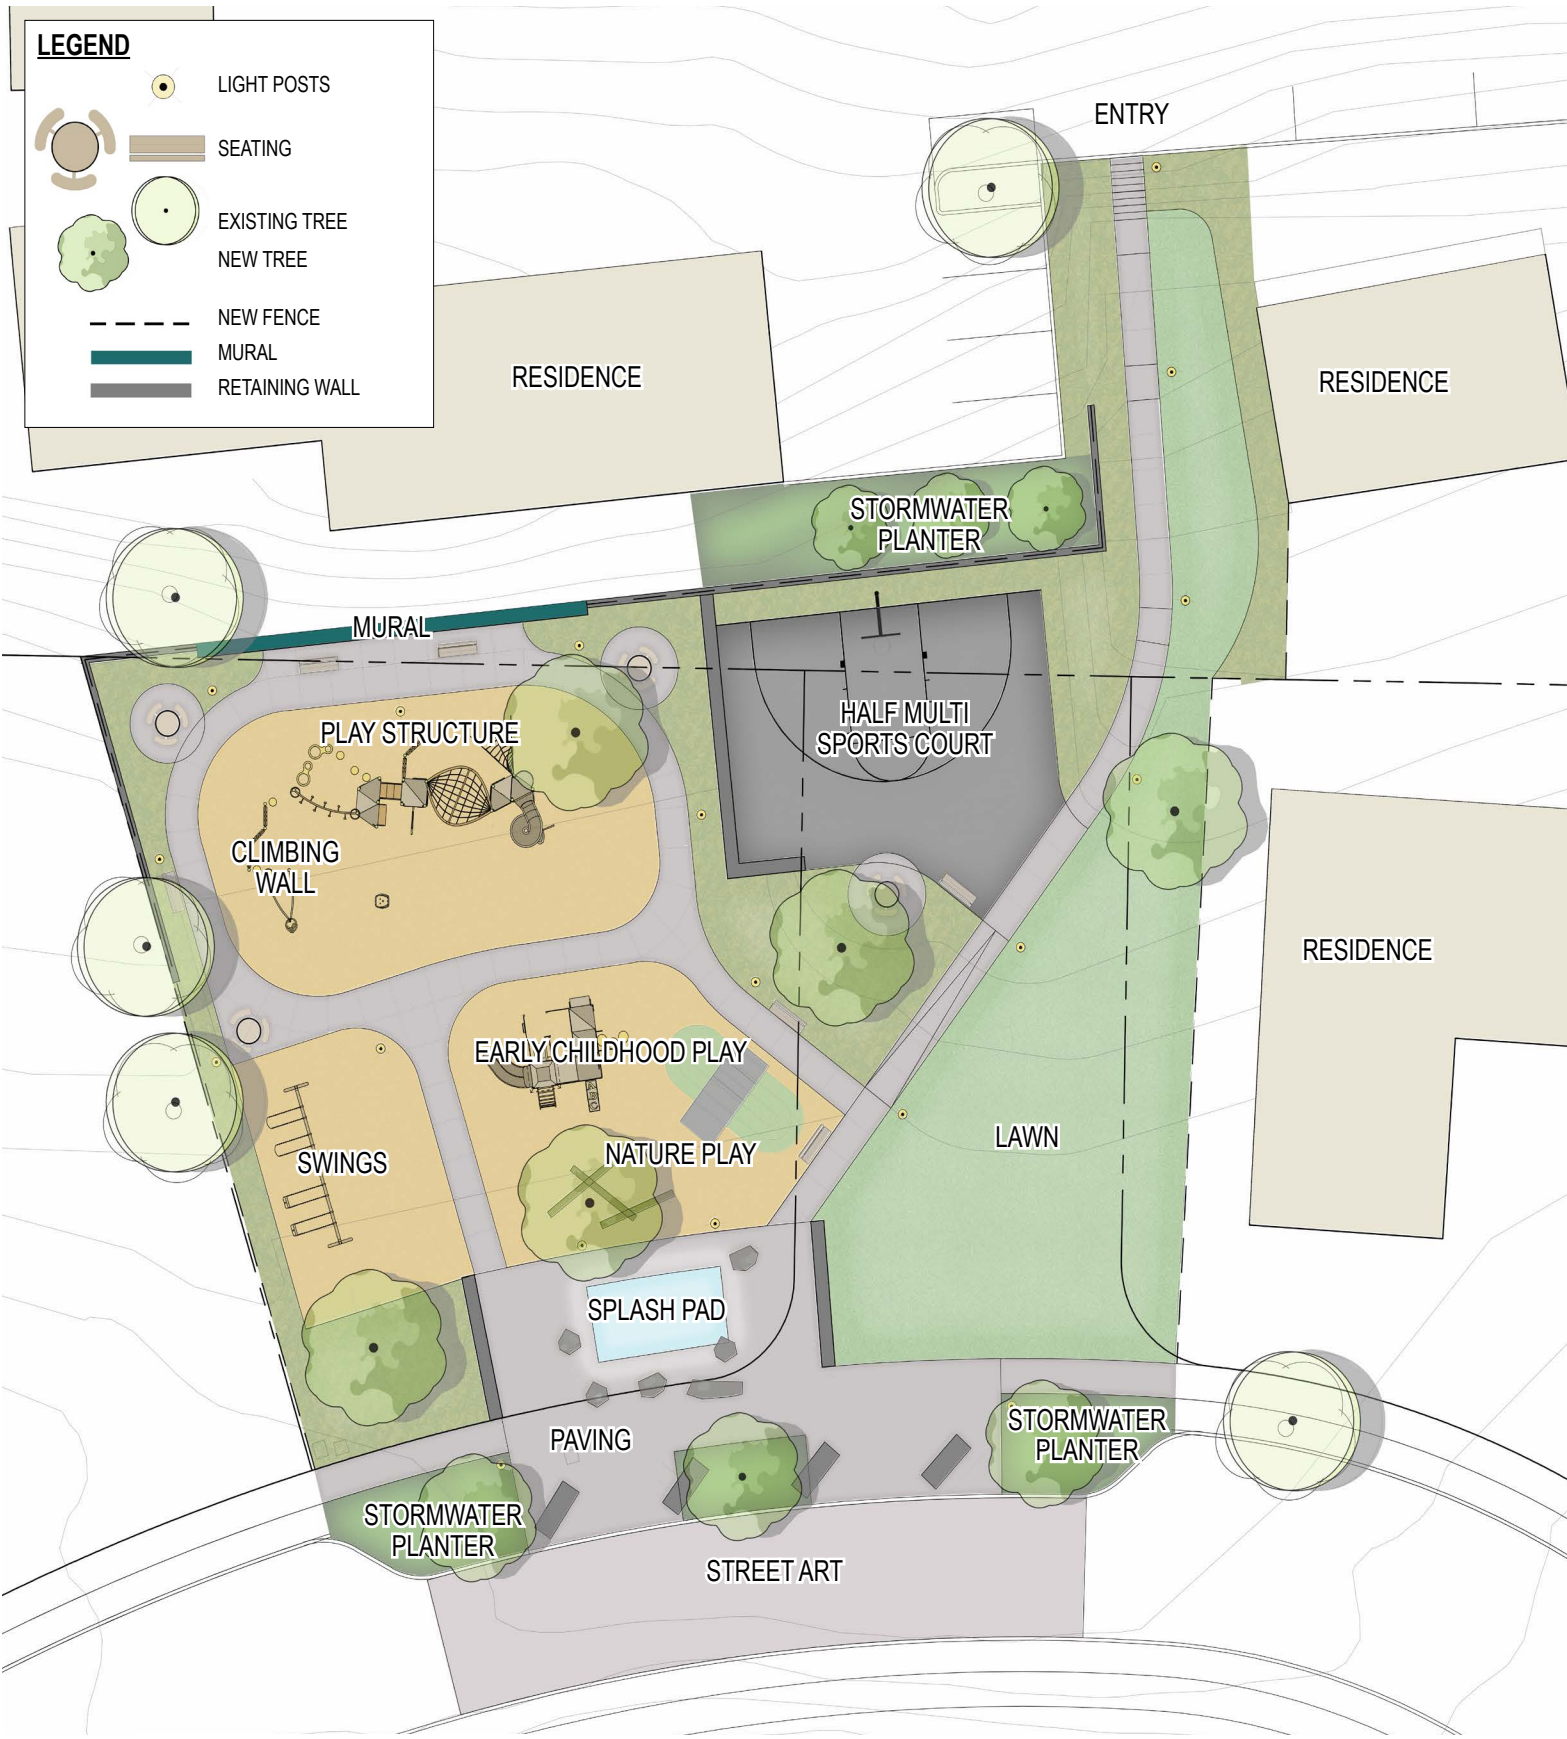 LEGEND
LIGHT POSTS
SEATING
EXISTING TREE
NEW TREE
NEW FENCE
MURAL
RETAINING WALL
ENTRY
RESIDENCE
RESIDENCE
STORMWATER
PLANTER
MURAL
PLAY STRUCTURE
HALF MULTI
SPORTS COURT
CLIMBING
WALL
RESIDENCE
EARLY CHILDHOOD PLAY
LAWN
NATURE PLAY
SWINGS
SPLASH PAD
PAVING
STORMWATER
PLANTER
STORMWATER
PLANTER
STREET ART